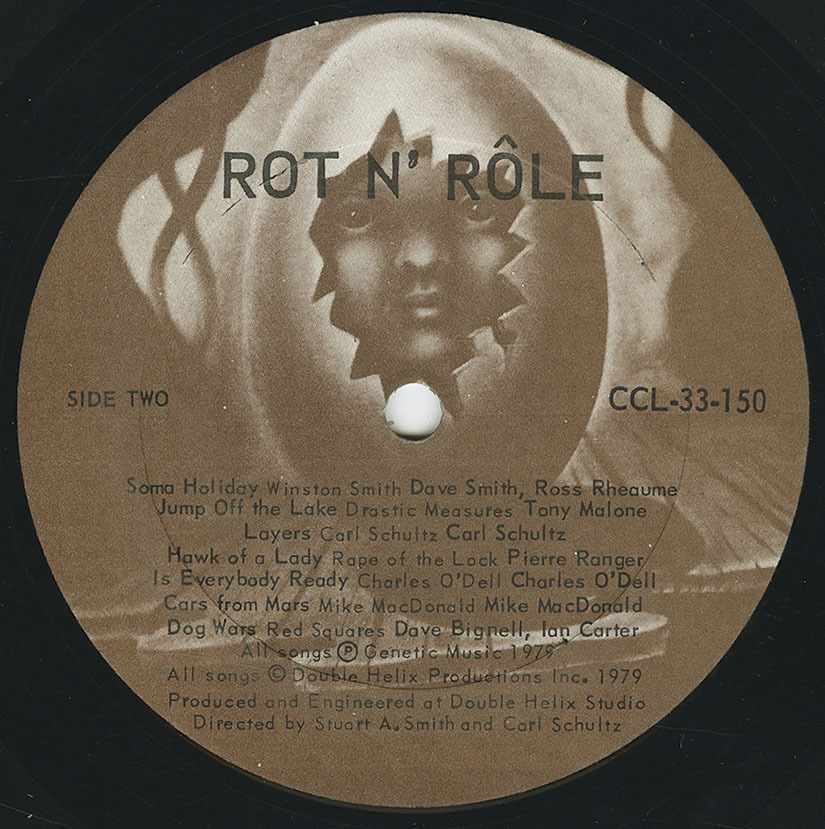 ROT N' RÔLE
SIDE TWO
CCL-33-150
Soma Holiday Winston Smith Dave Smith, Ross Rheaume
Jump Off the Lake Drastic Measures Tony Malone
Layers Carl Schultz Carl Schultz
Hawk of a Lady Rape of the Lock Pierre Ranger
Is Everybody Ready Charles O'Dell Charles O'Dell
Cars from Mars Mike MacDonald Mike MacDonald
Dog Wars Red Squares Dave Bignell, Ian Carter
All songs ℗ Genetic Music 1979
All songs © Double Helix Productions Inc. 1979
Produced and Engineered at Double Helix Studio
Directed by Stuart A. Smith and Carl Schultz